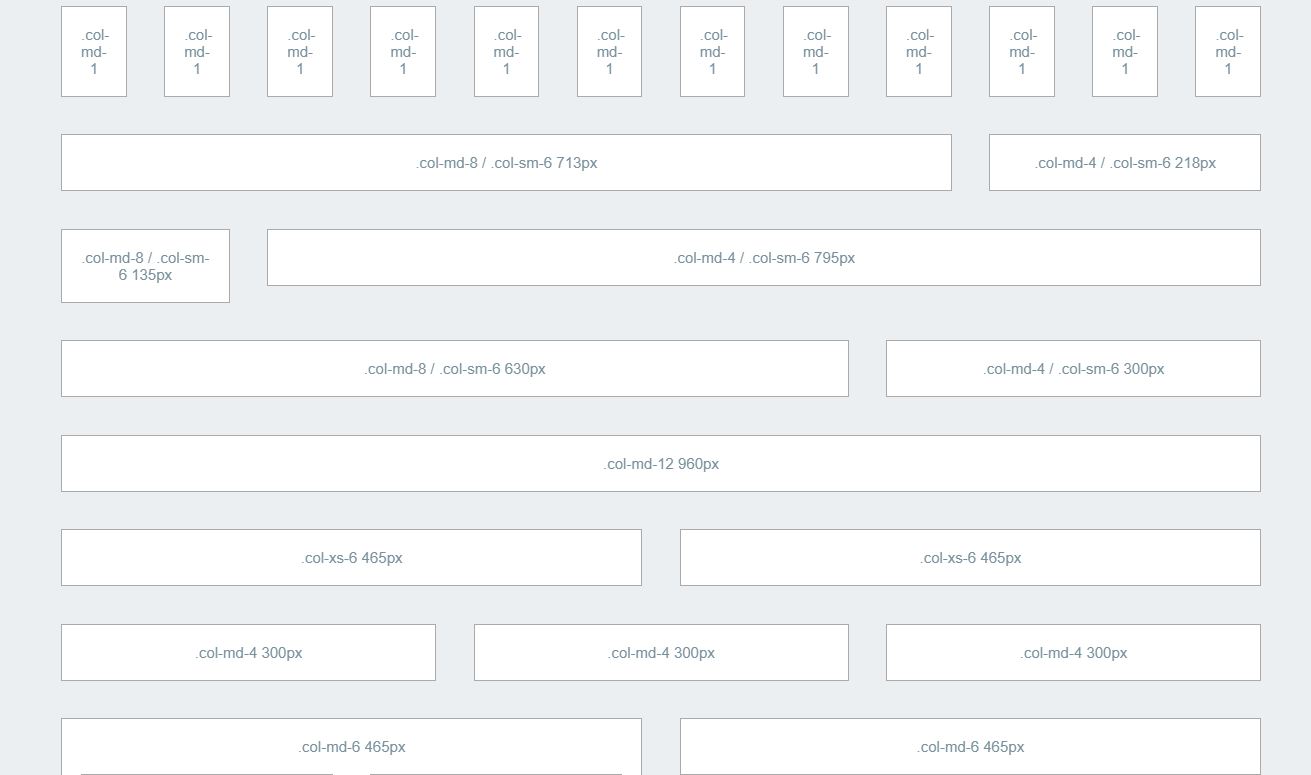 .col-
md-
1
.col-
md-
1
.col-
md-
1
.col-
md-
1
.col-
md-
1
.col-
md-
1
.col-
md-
1
.col-
md-
1
.col-
md-
1
.col-
md-
1
.col-
md-
1
.col-
md-
1
.col-md-8 / .col-sm-6 713px
.col-md-4 / .col-sm-6 218px
.col-md-8 / .col-sm-
6 135px
.col-md-4 / .col-sm-6 795px
.col-md-8 / .col-sm-6 630px
.col-md-4 / .col-sm-6 300px
.col-md-12 960px
.col-xs-6 465px
.col-xs-6 465px
.col-md-4 300px
.col-md-4 300px
.col-md-4 300px
.col-md-6 465px
.col-md-6 465px